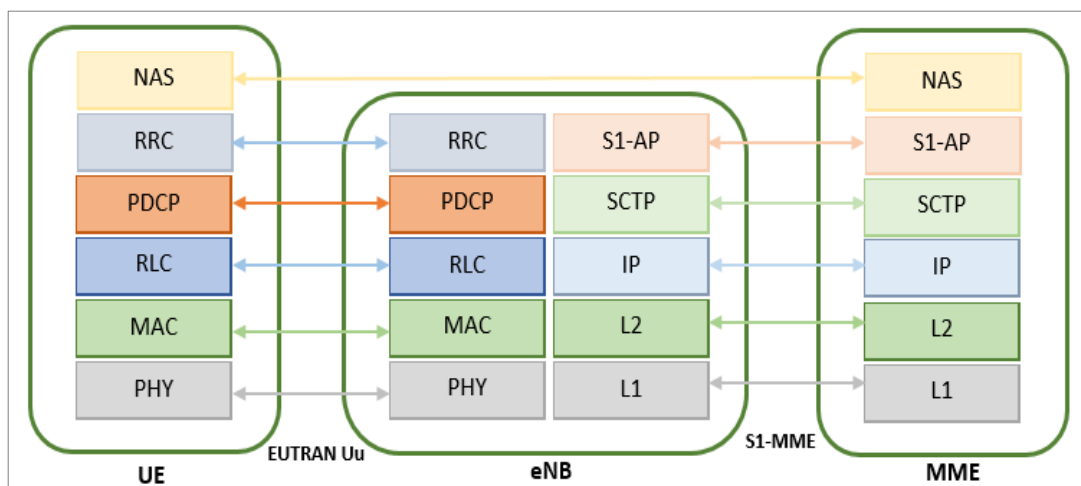 NAS
NAS
RRC
RRC
S1-AP
S1-AP
PDCP
PDCP
SCTP
SCTP
RLC
RLC
IP
IP
MAC
MAC
L2
L2
PHY
PHY
L1
L1
EUTRAN Uu
S1-MME
UE
eNB
MME